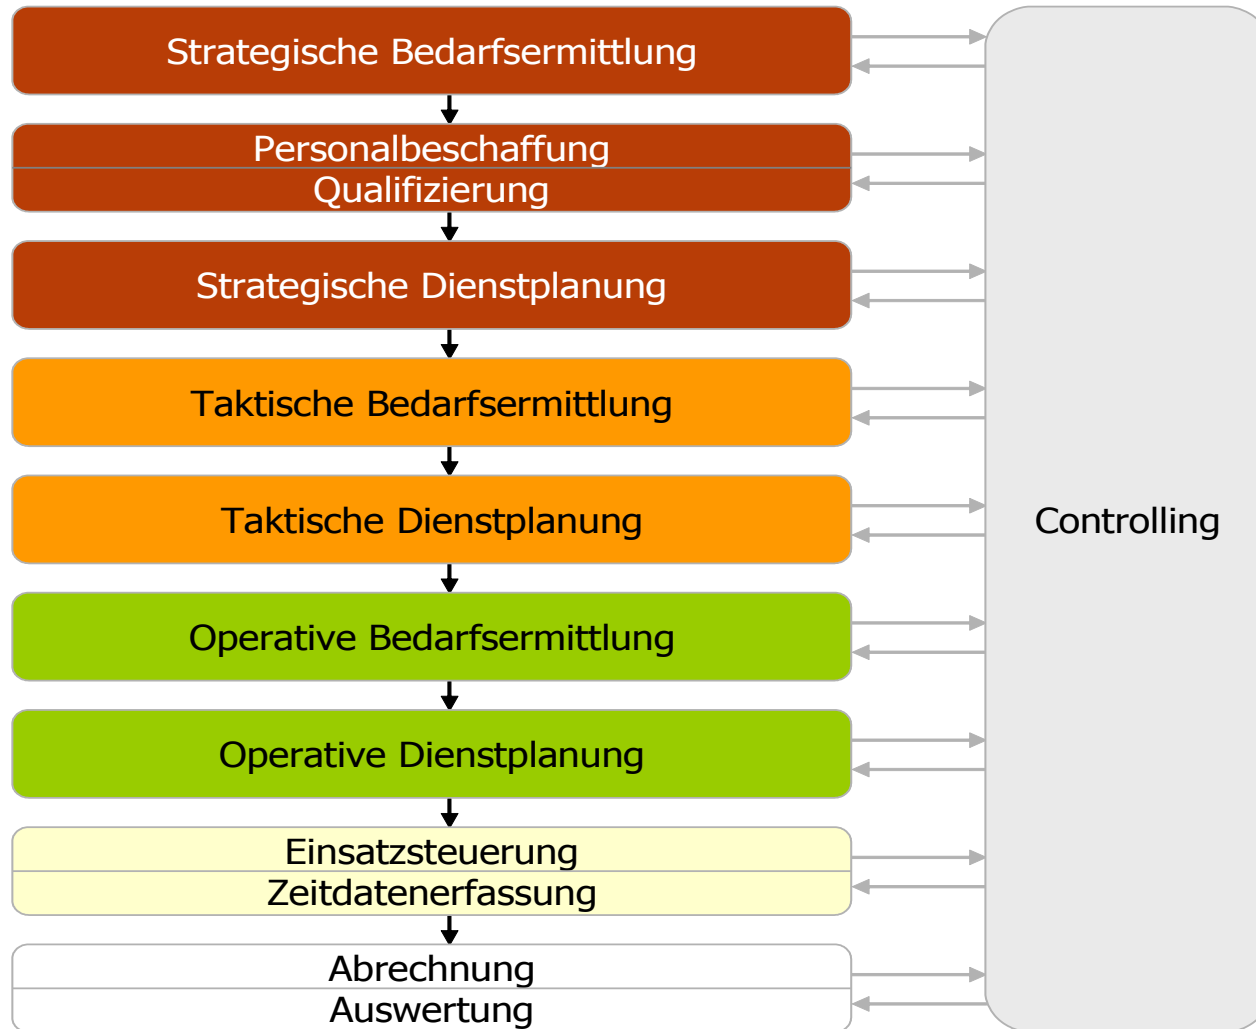 Strategische Bedarfsermittlung
Personalbeschaffung
Qualifizierung
Strategische Dienstplanung
Taktische Bedarfsermittlung
Taktische Dienstplanung
Controlling
Operative Bedarfsermittlung
Operative Dienstplanung
Einsatzsteuerung
Zeitdatenerfassung
Abrechnung
Auswertung